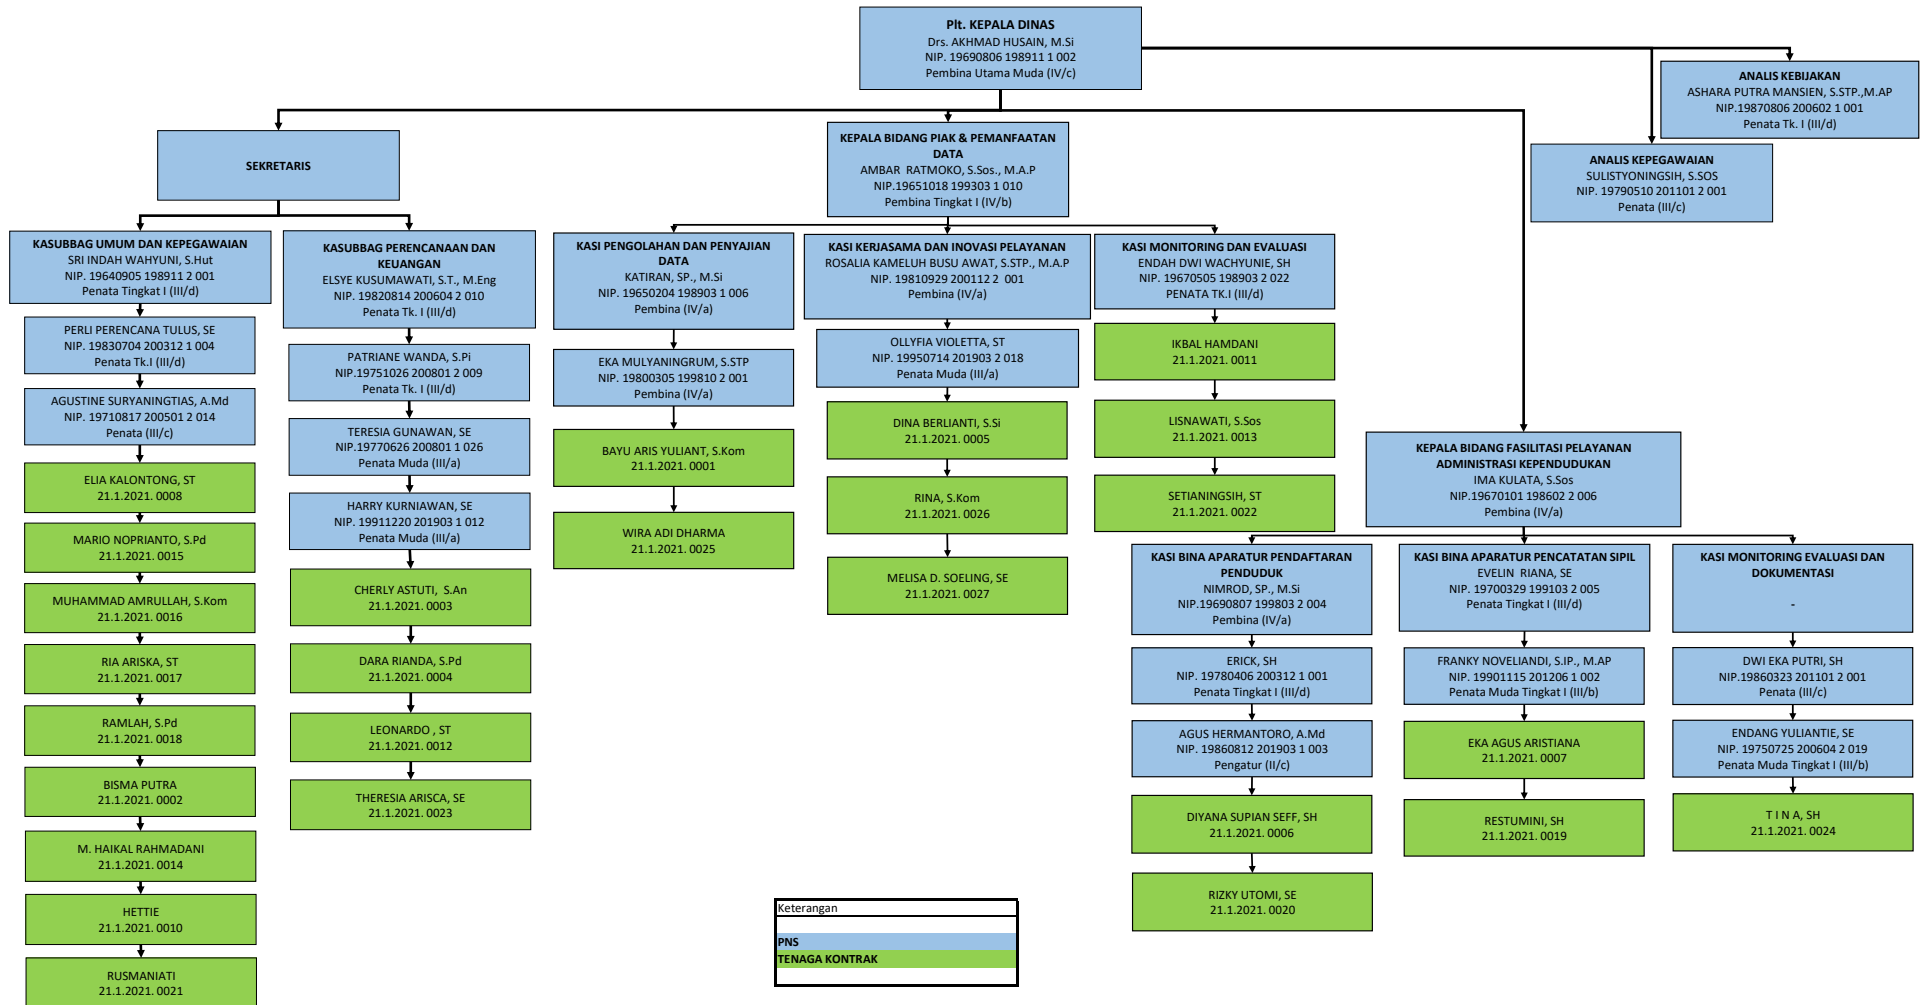 Plt. KEPALA DINAS
Drs. AKHMAD HUSAIN, M.Si
NIP. 19690806 198911 1 002
Pembina Utama Muda (IV/c)
ANALIS KEBIJAKAN
ASHARA PUTRA MANSIEN, S.STP.,M.AP
NIP.19870806 200602 1 001
Penata Tk. I (III/d)
ANALIS KEPEGAWAIAN
SULISTYONINGSIH, S.SOS
NIP. 19790510 201101 2 001
Penata (III/c)
SEKRETARIS
KEPALA BIDANG PIAK & PEMANFAATAN
DATA
AMBAR  RATMOKO, S.Sos., M.A.P
NIP.19651018 199303 1 010
Pembina Tingkat I (IV/b)
KASUBBAG UMUM DAN KEPEGAWAIAN
SRI INDAH WAHYUNI, S.Hut
NIP. 19640905 198911 2 001
Penata Tingkat I (III/d)
PERLI PERENCANA TULUS, SE
NIP. 19830704 200312 1 004
Penata Tk.I (III/d)
AGUSTINE SURYANINGTIAS, A.Md
NIP. 19710817 200501 2 014
Penata (III/c)
ELIA KALONTONG, ST
21.1.2021. 0008
MARIO NOPRIANTO, S.Pd
21.1.2021. 0015
MUHAMMAD AMRULLAH, S.Kom
21.1.2021. 0016
RIA ARISKA, ST
21.1.2021. 0017
RAMLAH, S.Pd
21.1.2021. 0018
BISMA PUTRA
21.1.2021. 0002
M. HAIKAL RAHMADANI
21.1.2021. 0014
HETTIE
21.1.2021. 0010
RUSMANIATI
21.1.2021. 0021
KASUBBAG PERENCANAAN DAN
KEUANGAN
ELSYE KUSUMAWATI, S.T., M.Eng
NIP. 19820814 200604 2 010
Penata Tk. I (III/d)
PATRIANE WANDA, S.Pi
NIP.19751026 200801 2 009
Penata Tk. I (III/d)
TERESIA GUNAWAN, SE
NIP.19770626 200801 1 026
Penata Muda (III/a)
HARRY KURNIAWAN, SE
NIP. 19911220 201903 1 012
Penata Muda (III/a)
CHERLY ASTUTI,  S.An
21.1.2021. 0003
DARA RIANDA, S.Pd
21.1.2021. 0004
LEONARDO , ST
21.1.2021. 0012
THERESIA ARISCA, SE
21.1.2021. 0023
KASI PENGOLAHAN DAN PENYAJIAN
DATA
KATIRAN, SP., M.Si
NIP. 19650204 198903 1 006
Pembina (IV/a)
EKA MULYANINGRUM, S.STP
NIP. 19800305 199810 2 001
Pembina (IV/a)
BAYU ARIS YULIANT, S.Kom
21.1.2021. 0001
WIRA ADI DHARMA
21.1.2021. 0025
KASI KERJASAMA DAN INOVASI PELAYANAN
ROSALIA KAMELUH BUSU AWAT, S.STP., M.A.P
NIP. 19810929 200112 2  001
Pembina (IV/a)
OLLYFIA VIOLETTA, ST
NIP. 19950714 201903 2 018
Penata Muda (III/a)
DINA BERLIANTI, S.Si
21.1.2021. 0005
RINA, S.Kom
21.1.2021. 0026
MELISA D. SOELING, SE
21.1.2021. 0027
KASI MONITORING DAN EVALUASI
ENDAH DWI WACHYUNIE, SH
NIP. 19670505 198903 2 022
PENATA TK.I (III/d)
IKBAL HAMDANI
21.1.2021. 0011
LISNAWATI, S.Sos
21.1.2021. 0013
SETIANINGSIH, ST
21.1.2021. 0022
KEPALA BIDANG FASILITASI PELAYANAN
ADMINISTRASI KEPENDUDUKAN
IMA KULATA, S.Sos
NIP.19670101 198602 2 006
Pembina (IV/a)
KASI BINA APARATUR PENDAFTARAN
PENDUDUK
NIMROD, SP., M.Si
NIP.19690807 199803 2 004
Pembina (IV/a)
ERICK, SH
NIP. 19780406 200312 1 001
Penata Tingkat I (III/d)
AGUS HERMANTORO, A.Md
NIP. 19860812 201903 1 003
Pengatur (II/c)
DIYANA SUPIAN SEFF, SH
21.1.2021. 0006
RIZKY UTOMI, SE
21.1.2021. 0020
KASI BINA APARATUR PENCATATAN SIPIL
EVELIN  RIANA, SE
NIP. 19700329 199103 2 005
Penata Tingkat I (III/d)
FRANKY NOVELIANDI, S.IP., M.AP
NIP. 19901115 201206 1 002
Penata Muda Tingkat I (III/b)
EKA AGUS ARISTIANA
21.1.2021. 0007
RESTUMINI, SH
21.1.2021. 0019
KASI MONITORING EVALUASI DAN
DOKUMENTASI
-
DWI EKA PUTRI, SH
NIP.19860323 201101 2 001
Penata (III/c)
ENDANG YULIANTIE, SE
NIP. 19750725 200604 2 019
Penata Muda Tingkat I (III/b)
T I N A, SH
21.1.2021. 0024
Keterangan
PNS
TENAGA KONTRAK